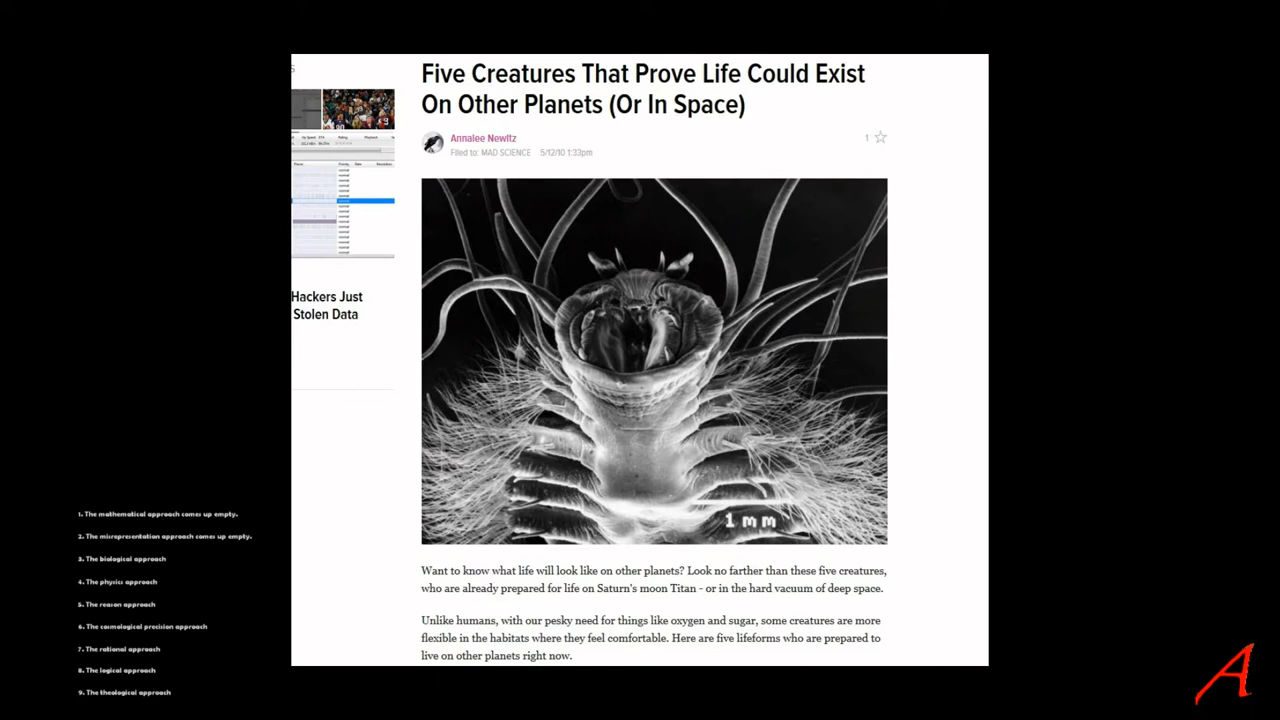 Five Creatures That Prove Life Could Exist
On Other Planets (Or In Space)
Annalee Newitz
1
Filed to: MAD SCIENCE 5/12/10 1:33pm
Hackers Just
Stolen Data
1 mm
Want to know what life will look like on other planets? Look no farther than these five creatures,
who are already prepared for life on Saturn's moon Titan - or in the hard vacuum of deep space.
Unlike humans, with our pesky need for things like oxygen and sugar, some creatures are more
flexible in the habitats where they feel comfortable. Here are five lifeforms who are prepared to
live on other planets right now.
1. The mathematical approach comes up empty.
2. The misrepresentation approach comes up empty.
3. The biological approach
4. The physics approach
5. The reason approach
6. The cosmological precision approach
7. The rational approach
8. The logical approach
9. The theological approach
A